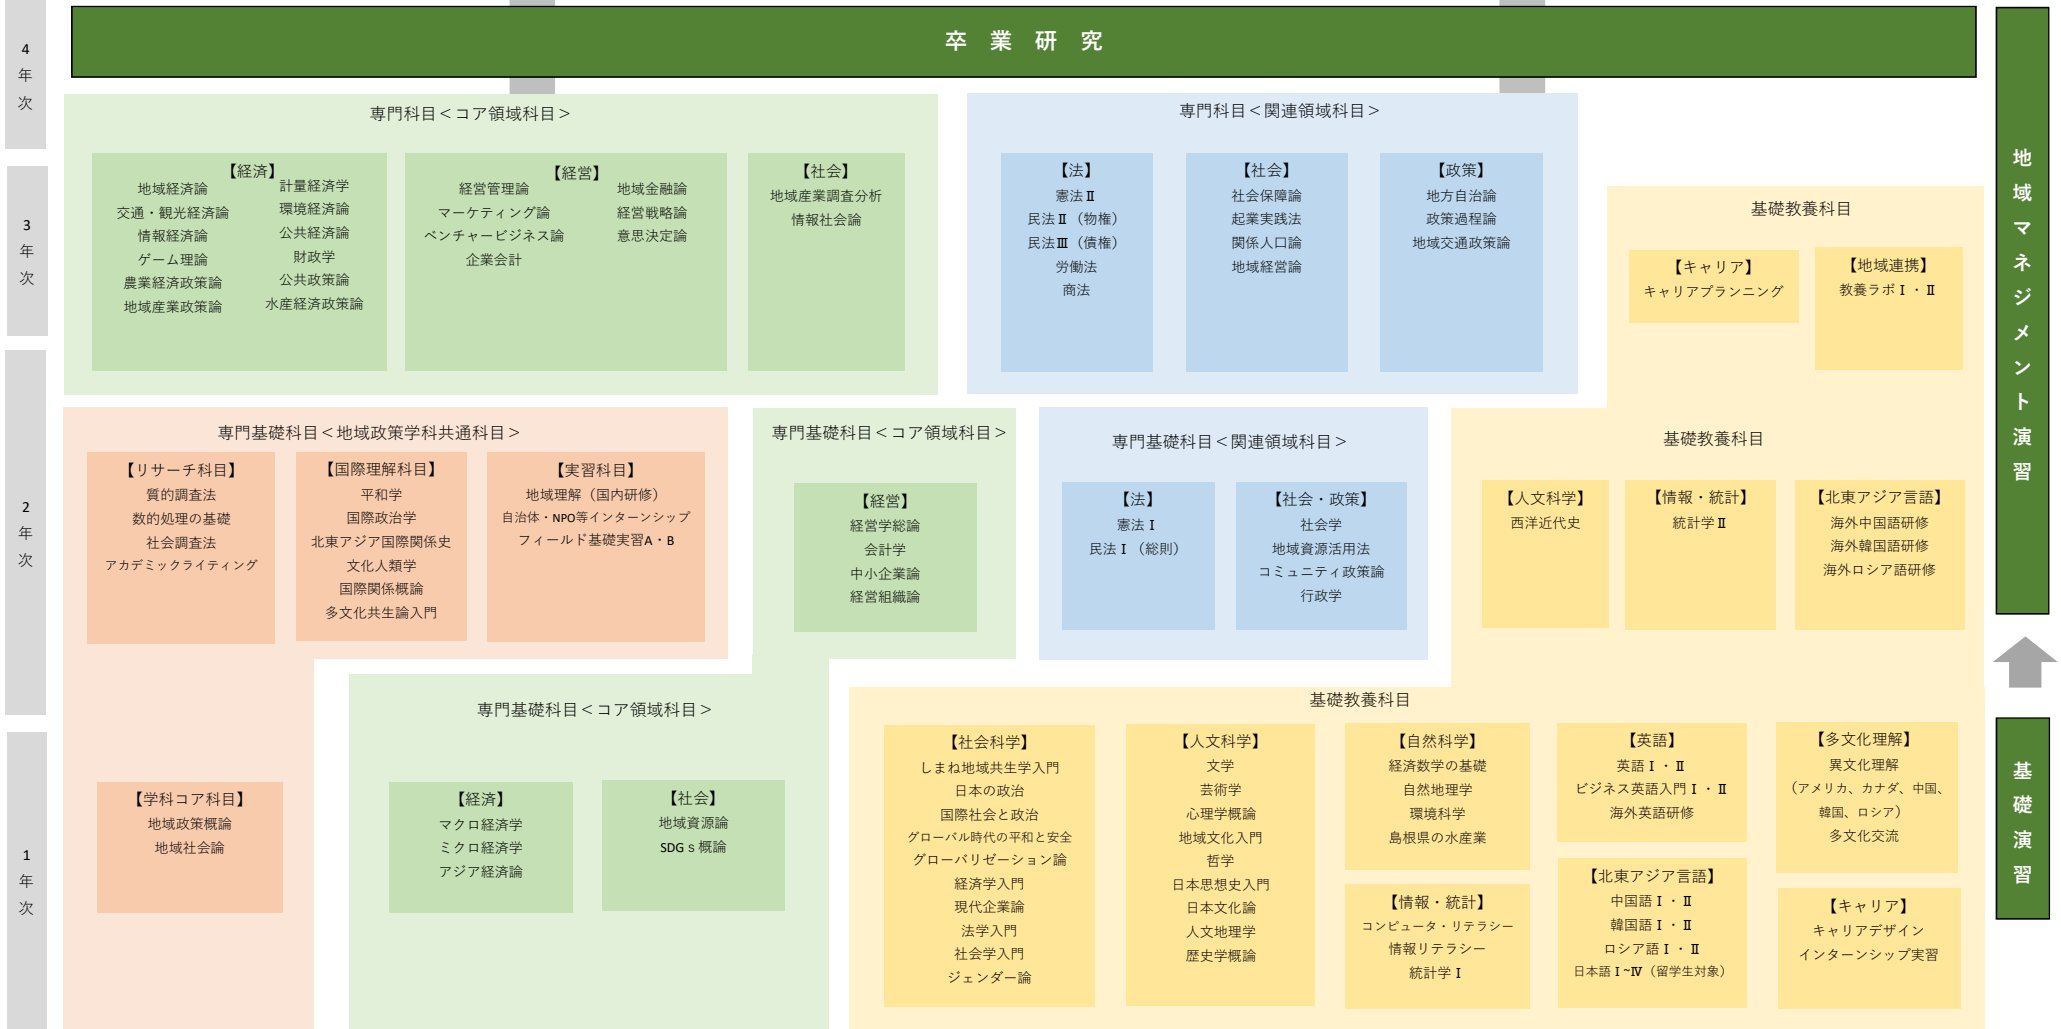 4
年
次
3
年
次
2
年
次
1
年
次
卒業研究
専門科目＜コア領域科目＞
【経済】
地域経済論
交通・観光経済論
情報経済論
ゲーム理論
農業経済政策論
地域産業政策論
計量経済学
環境経済論
公共経済論
財政学
公共政策論
水産経済政策論
【経営】
経営管理論
マーケティング論
ベンチャービジネス論
企業会計
地域金融論
経営戦略論
意思決定論
【社会】
地域産業調査分析
情報社会論
専門科目＜関連領域科目＞
【法】
憲法Ⅱ
民法Ⅱ（物権）
民法Ⅲ（債権）
労働法
商法
【社会】
社会保障論
起業実践法
関係人口論
地域経営論
【政策】
地方自治論
政策過程論
地域交通政策論
基礎教養科目
【キャリア】
キャリアプランニング
【地域連携】
教養ラボⅠ・Ⅱ
専門基礎科目＜地域政策学科共通科目＞
【リサーチ科目】
質的調査法
数的処理の基礎
社会調査法
アカデミックライティング
【国際理解科目】
平和学
国際政治学
北東アジア国際関係史
文化人類学
国際関係概論
多文化共生論入門
【実習科目】
地域理解（国内研修）
自治体・NPO等インターンシップ
フィールド基礎実習A・B
専門基礎科目＜コア領域科目＞
【経営】
経営学総論
会計学
中小企業論
経営組織論
専門基礎科目＜関連領域科目＞
【法】
憲法Ⅰ
民法Ⅰ（総則）
【社会・政策】
社会学
地域資源活用法
コミュニティ政策論
行政学
基礎教養科目
【人文科学】
西洋近代史
【情報・統計】
統計学Ⅱ
【北東アジア言語】
海外中国語研修
海外韓国語研修
海外ロシア語研修
【学科コア科目】
地域政策概論
地域社会論
専門基礎科目＜コア領域科目＞
【経済】
マクロ経済学
ミクロ経済学
アジア経済論
【社会】
地域資源論
SDGｓ概論
基礎教養科目
【社会科学】
しまね地域共生学入門
日本の政治
国際社会と政治
グローバル時代の平和と安全
グローバリゼーション論
経済学入門
現代企業論
法学入門
社会学入門
ジェンダー論
【人文科学】
文学
芸術学
心理学概論
地域文化入門
哲学
日本思想史入門
日本文化論
人文地理学
歴史学概論
【自然科学】
経済数学の基礎
自然地理学
環境科学
島根県の水産業
【情報・統計】
コンピュータ・リテラシー
情報リテラシー
統計学Ⅰ
【英語】
英語Ⅰ・Ⅱ
ビジネス英語入門Ⅰ・Ⅱ
海外英語研修
【北東アジア言語】
中国語Ⅰ・Ⅱ
韓国語Ⅰ・Ⅱ
ロシア語Ⅰ・Ⅱ
日本語Ⅰ~Ⅳ（留学生対象）
【多文化理解】
異文化理解
（アメリカ、カナダ、中国、
韓国、ロシア）
多文化交流
【キャリア】
キャリアデザイン
インターンシップ実習
地域マネジメント演習
基礎演習